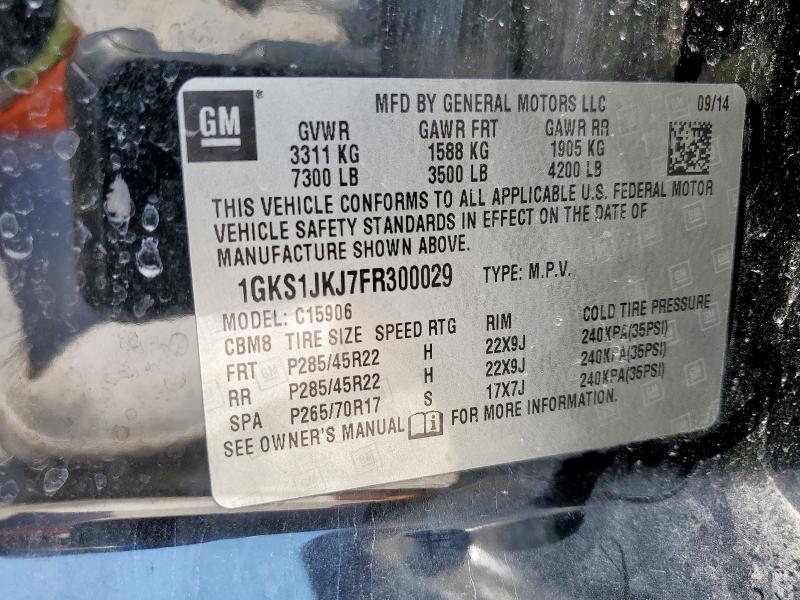 GM®
MFD BY GENERAL MOTORS LLC 09/14
GVWR GAWR FRT GAWR RR
3311 KG 1588 KG 1905 KG
7300 LB 3500 LB 4200 LB
THIS VEHICLE CONFORMS TO ALL APPLICABLE U.S. FEDERAL MOTOR
VEHICLE SAFETY STANDARDS IN EFFECT ON THE DATE OF
MANUFACTURE SHOWN ABOVE.
1GKS1JKJ7FR300029 TYPE: M.P.V.
MODEL: C15906
CBM8 TIRE SIZE SPEED RTG RIM COLD TIRE PRESSURE
FRT P285/45R22 H 22X9J 240KPA(35PSI)
RR P285/45R22 H 22X9J 240KPA(35PSI)
SPA P265/70R17 S 17X7J 240KPA(35PSI)
SEE OWNER'S MANUAL FOR MORE INFORMATION.